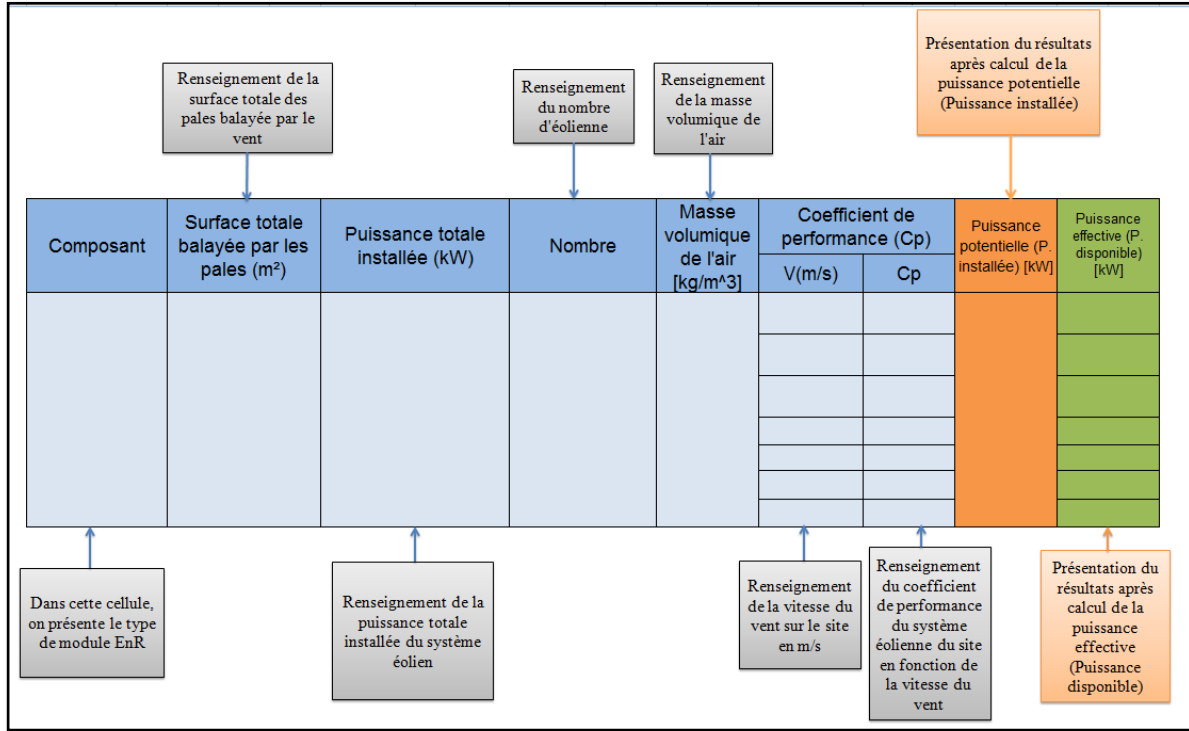 Renseignement de la
surface totale des
pales balayée par le
vent
Renseignement
du nombre
d'éolienne
Renseignement
de la masse
volumique de
l'air
Présentation du résultats
après calcul de la
puissance potentielle
(Puissance installée)
Composant
Surface totale
balayée par les
pales (m²)
Puissance totale
installée (kW)
Nombre
Masse
volumique
de l'air
[kg/m^3]
Coefficient de
performance (Cp)
V(m/s)
Cp
Puissance
potentielle (P.
installée) [kW]
Puissance
effective (P.
disponible)
[kW]
Dans cette cellule,
on présente le type
de module EnR
Renseignement de la
puissance totale
installée du système
éolien
Renseignement
de la vitesse du
vent sur le site
en m/s
Renseignement
du coefficient
de performance
du système
éolienne du site
en fonction de
la vitesse du
vent
Présentation du
résultats après
calcul de la
puissance
effective
(Puissance
disponible)